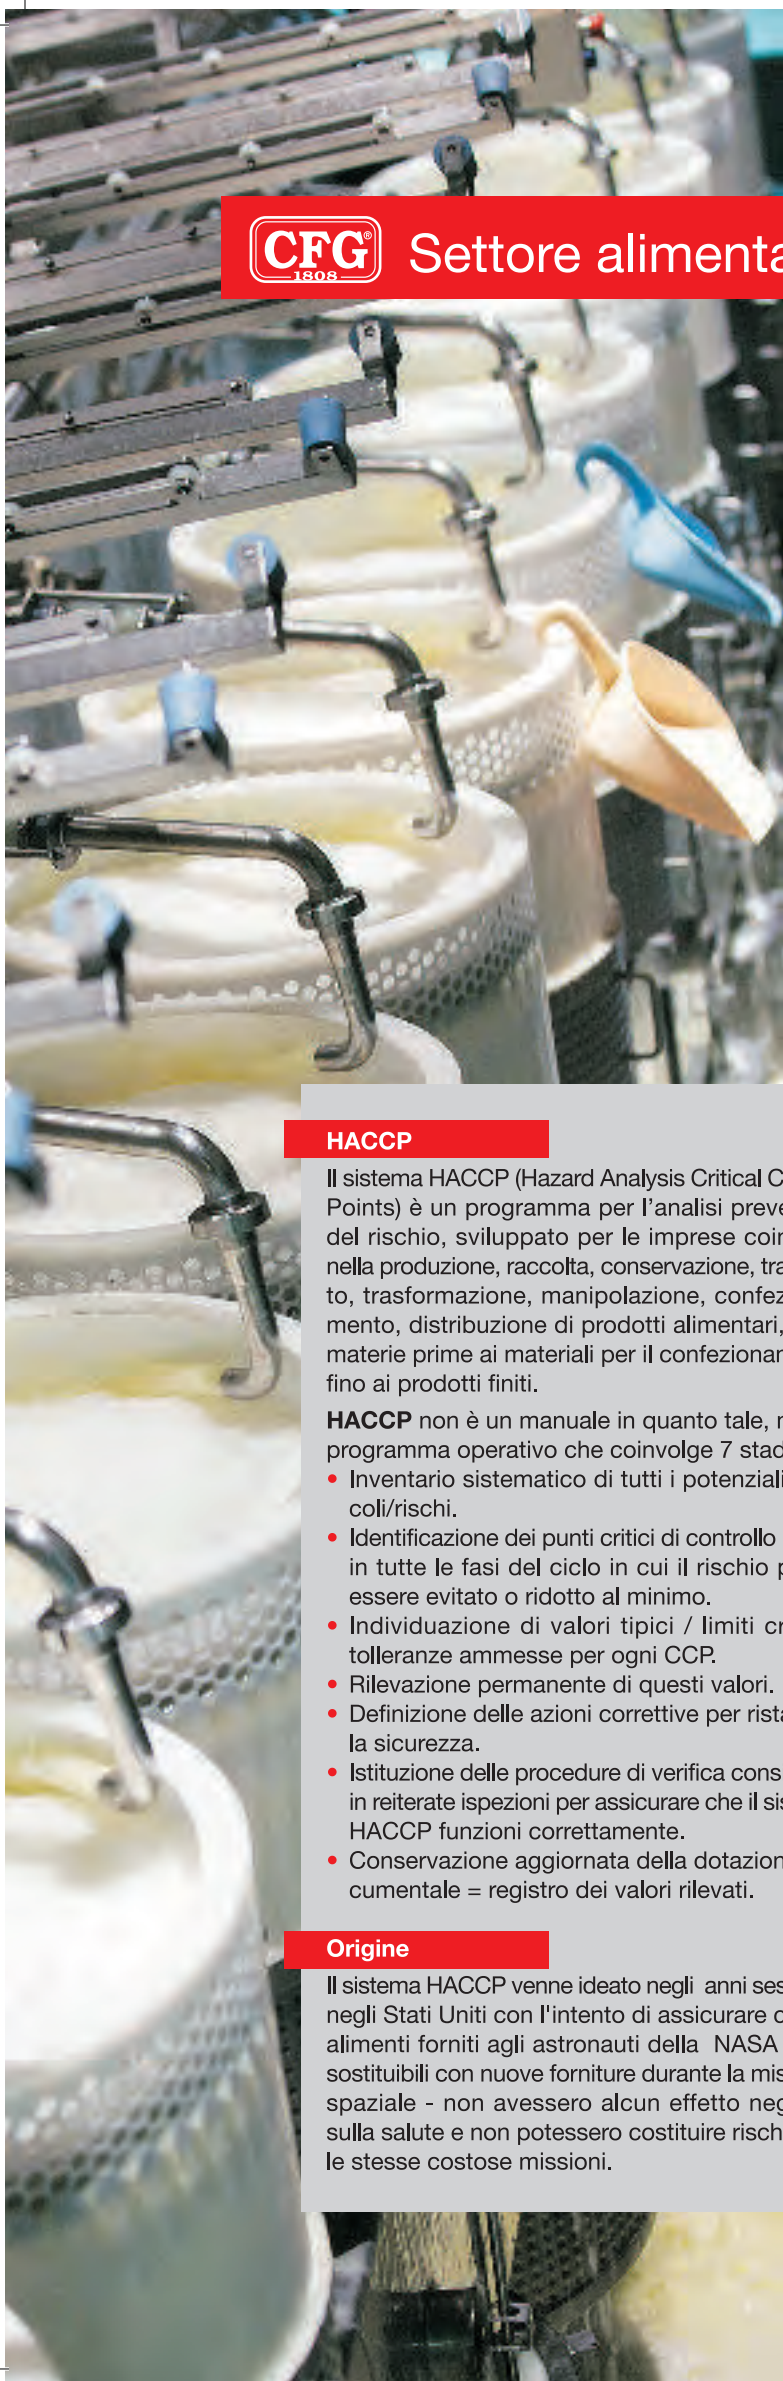 CFG®
1808
Settore alimenta
HACCP
Il sistema HACCP (Hazard Analysis Critical C
Points) è un programma per l’analisi preve
del rischio, sviluppato per le imprese coin
nella produzione, raccolta, conservazione, tra
to, trasformazione, manipolazione, confez
mento, distribuzione di prodotti alimentari,
materie prime ai materiali per il confezionar
fino ai prodotti finiti.
HACCP non è un manuale in quanto tale, n
programma operativo che coinvolge 7 stad
• Inventario sistematico di tutti i potenziali
coli/rischi.
• Identificazione dei punti critici di controllo
in tutte le fasi del ciclo in cui il rischio p
essere evitato o ridotto al minimo.
• Individuazione di valori tipici / limiti cr
tolleranze ammesse per ogni CCP.
• Rilevazione permanente di questi valori.
• Definizione delle azioni correttive per rista
la sicurezza.
• Istituzione delle procedure di verifica cons
in reiterate ispezioni per assicurare che il sis
HACCP funzioni correttamente.
• Conservazione aggiornata della dotazion
cumentale = registro dei valori rilevati.
Origine
Il sistema HACCP venne ideato negli anni ses
negli Stati Uniti con l'intento di assicurare c
alimenti forniti agli astronauti della NASA
sostituibili con nuove forniture durante la mis
spaziale - non avessero alcun effetto neg
sulla salute e non potessero costituire risch
le stesse costose missioni.